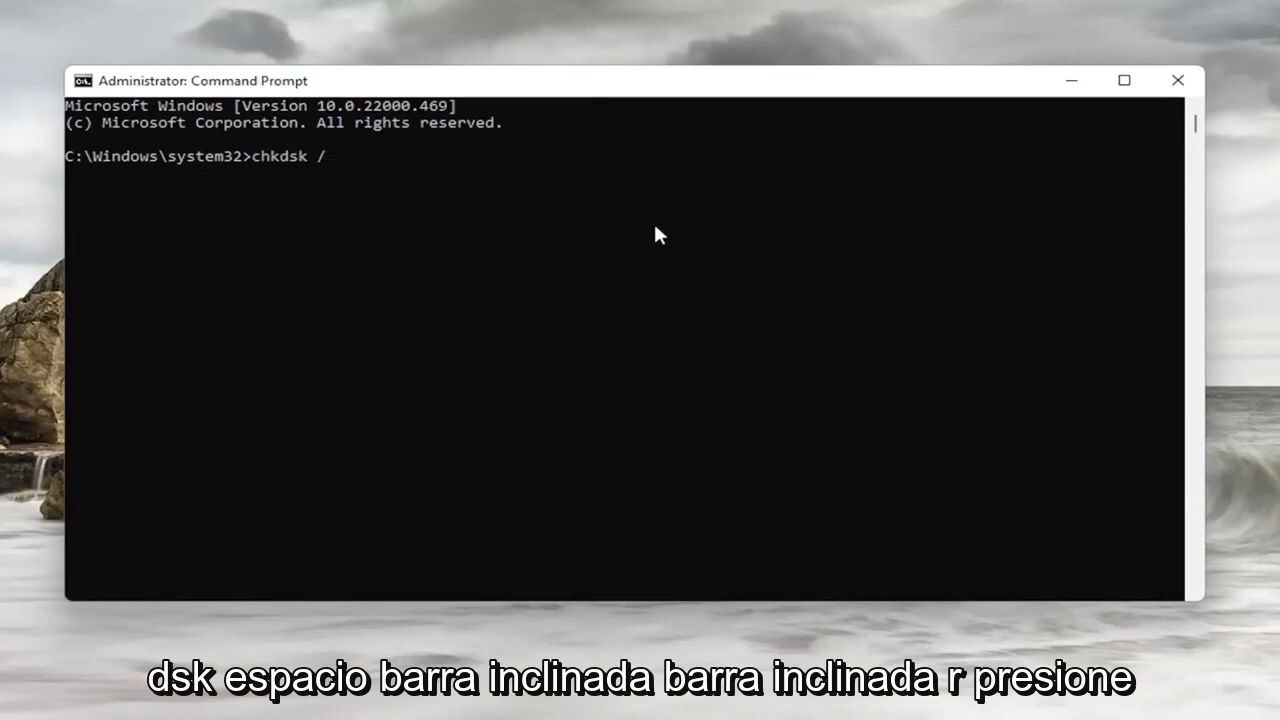 Administrator: Command Prompt
Microsoft Windows [Version 10.0.22000.469]
(c) Microsoft Corporation. All rights reserved.
C:\Windows\system32>chkdsk /
dsk espacio barra inclinada barra inclinada r presione